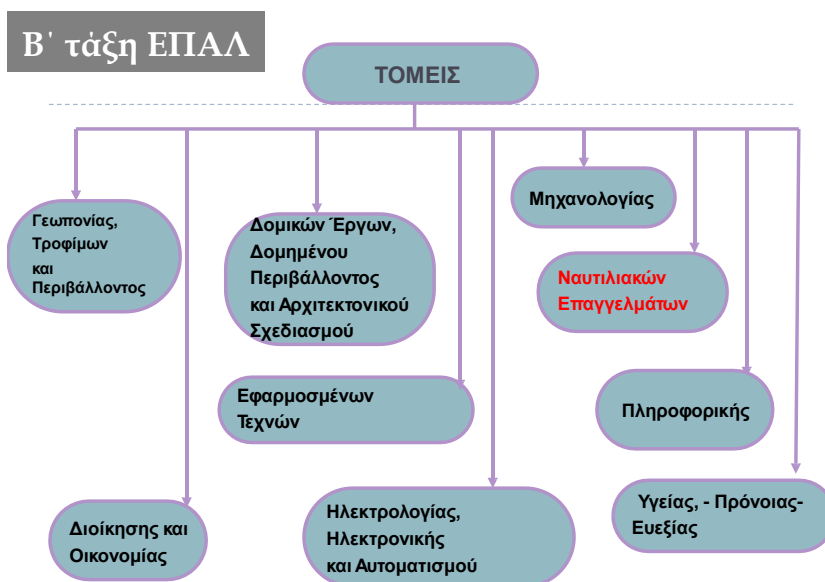 Β΄ τάξη ΕΠΑΛ
ΤΟΜΕΙΣ
Γεωπονίας,
Τροφίμων
και
Περιβάλλοντος
Δομικών Έργων,
Δομημένου
Περιβάλλοντος
και Αρχιτεκτονικού
Σχεδιασμού
Μηχανολογίας
Ναυτιλιακών
Επαγγελμάτων
Εφαρμοσμένων
Τεχνών
Πληροφορικής
Διοίκησης και
Οικονομίας
Ηλεκτρολογίας,
Ηλεκτρονικής
και Αυτοματισμού
Υγείας, - Πρόνοιας-
Ευεξίας